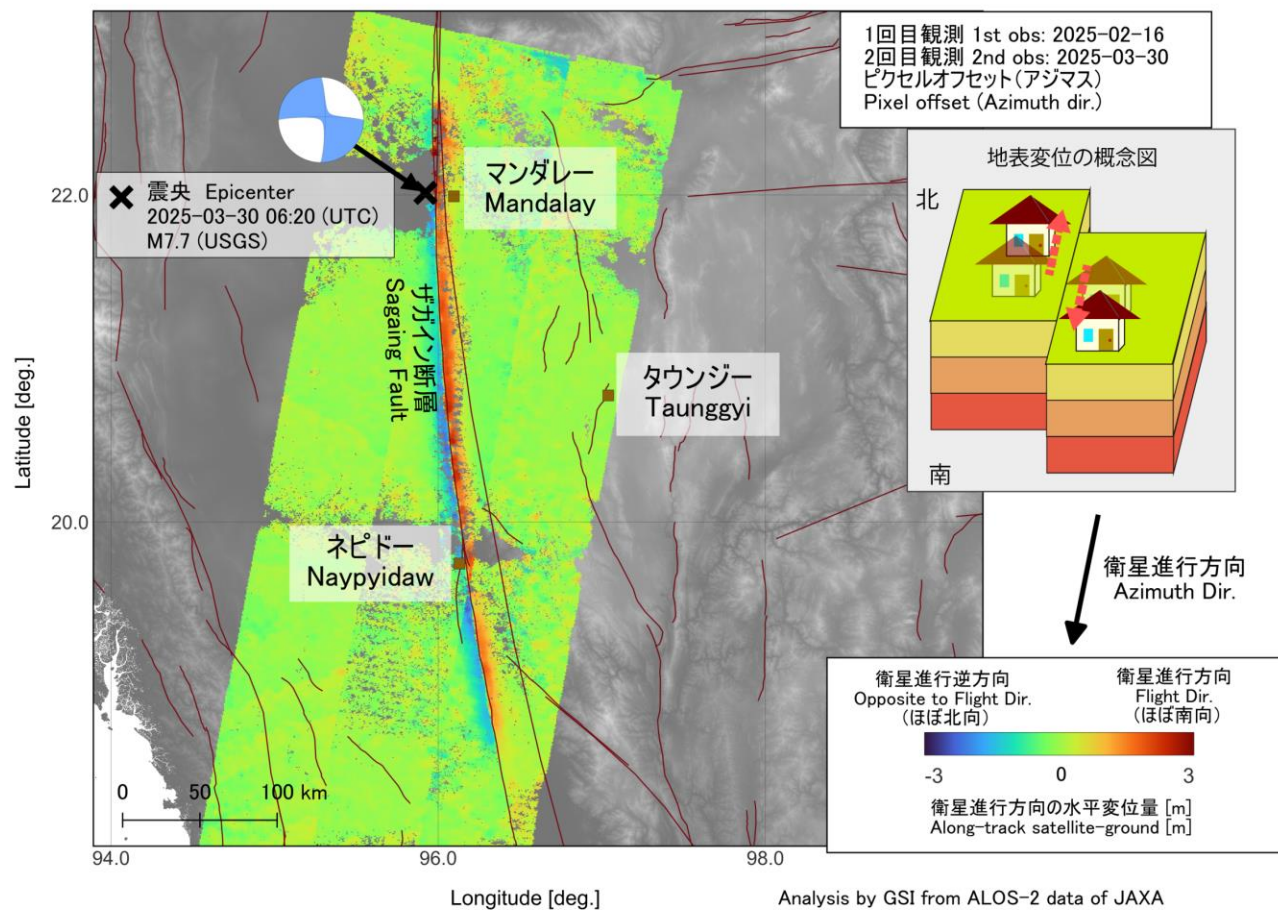 1回目観測 1st obs: 2025-02-16
2回目観測 2nd obs: 2025-03-30
ピクセルオフセット(アジマス)
Pixel offset (Azimuth dir.)
地表変位の概念図
北
南
マンダレー
Mandalay
震央 Epicenter
2025-03-30 06:20 (UTC)
M7.7 (USGS)
22.0
ザガイン断層
Sagaing Fault
タウンジー
Taunggyi
Latitude [deg.]
20.0
ネピドー
Naypyidaw
衛星進行方向
Azimuth Dir.
衛星進行逆方向
Opposite to Flight Dir.
(ほぼ北向)
衛星進行方向
Flight Dir.
(ほぼ南向)
-3 0 3
衛星進行方向の水平変位量 [m]
Along-track satellite-ground [m]
0 50 100 km
94.0 96.0 98.0
Longitude [deg.]
Analysis by GSI from ALOS-2 data of JAXA